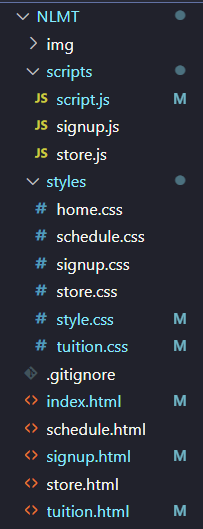 NLMT
img
scripts
JS script.js M
JS signup.js
JS store.js
styles
# home.css
# schedule.css
# signup.css
# store.css
# style.css M
# tuition.css M
.gitignore
<> index.html M
<> schedule.html
<> signup.html M
<> store.html
<> tuition.html M